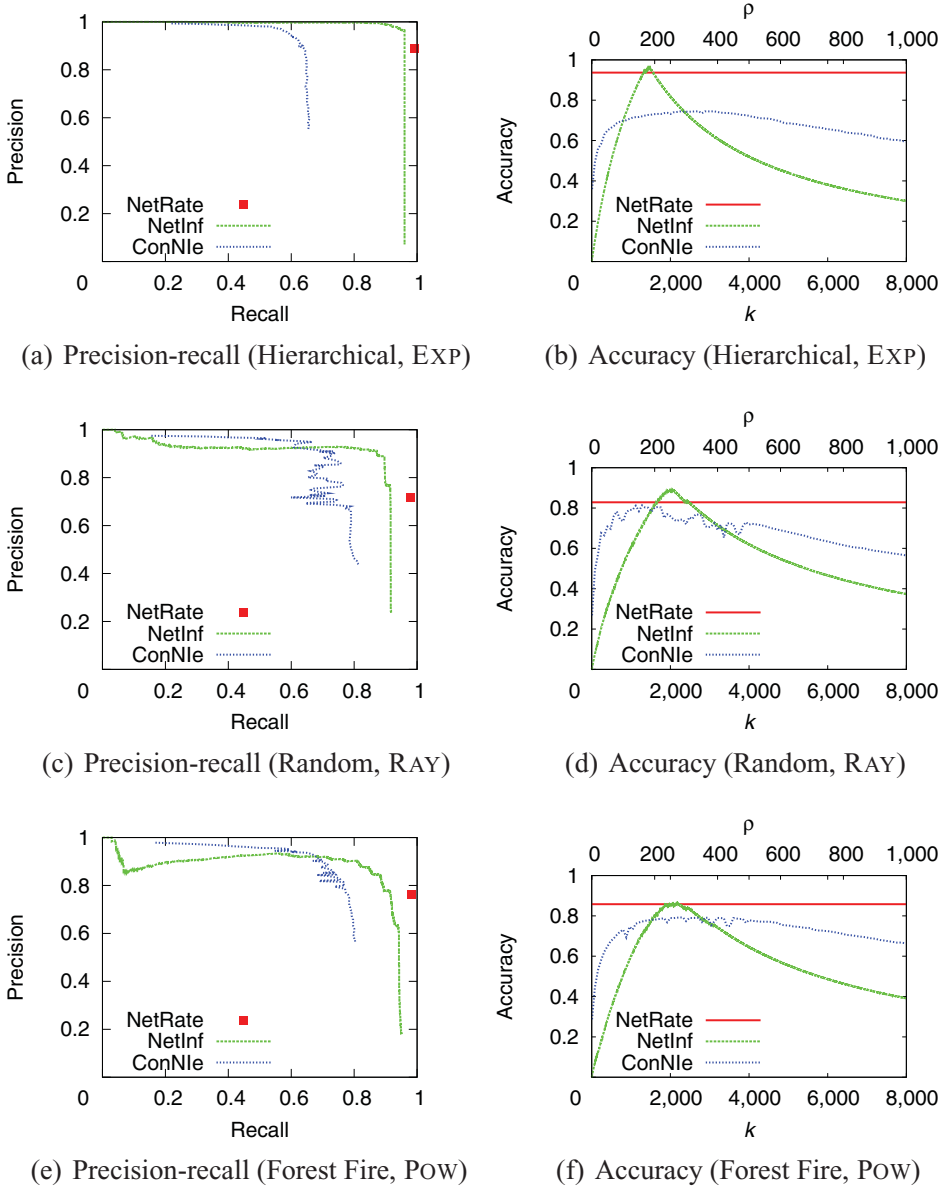 1
0.8
0.6
0.4
0.2
0
0.2
0.4
0.6
0.8
1
Precision
Recall
NetRate
NetInf
ConNIe
(a) Precision-recall (Hierarchical, EXP)
ρ
0 200 400 600 800 1,000
1
0.8
0.6
0.4
0.2
0 2,000 4,000 6,000 8,000
Accuracy
k
NetRate
NetInf
ConNIe
(b) Accuracy (Hierarchical, EXP)
1
0.8
0.6
0.4
0.2
0 0.2 0.4 0.6 0.8 1
Precision
Recall
NetRate
NetInf
ConNIe
(c) Precision-recall (Random, RAY)
ρ
0 200 400 600 800 1000
1
0.8
0.6
0.4
0.2
0 2,000 4,000 6,000 8,000
Accuracy
k
NetRate
NetInf
ConNIe
(d) Accuracy (Random, RAY)
1
0.8
0.6
0.4
0.2
0 0.2 0.4 0.6 0.8 1
Precision
Recall
NetRate
NetInf
ConNIe
(e) Precision-recall (Forest Fire, POW)
ρ
0 200 400 600 800 1,000
1
0.8
0.6
0.4
0.2
0 2,000 4,000 6,000 8,000
Accuracy
k
NetRate
NetInf
ConNIe
(f) Accuracy (Forest Fire, POW)